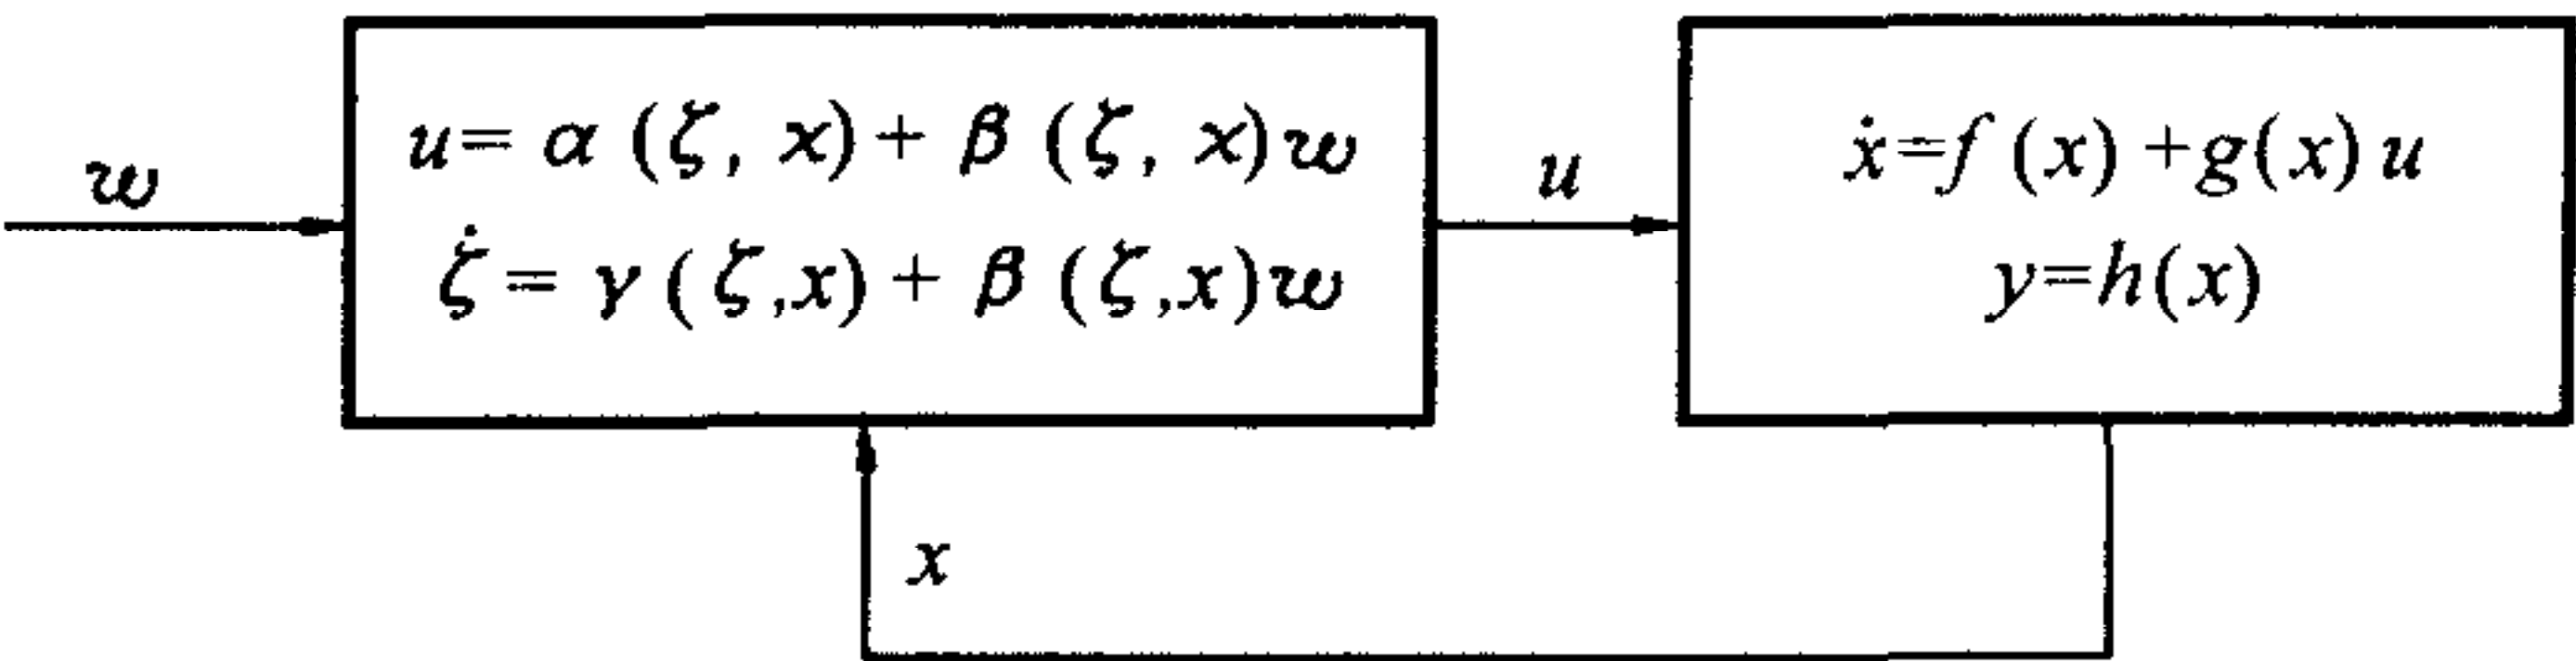 w
u= α (ζ, x)+ β (ζ, x)w
ζ̇ = γ (ζ,x)+ β (ζ,x)w
u
ẋ=f (x) +g(x) u
y=h(x)
x